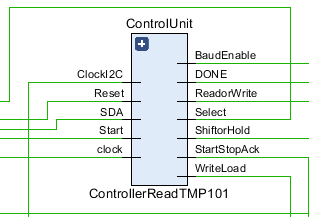 ControlUnit
BaudEnable
ClockI2C
DONE
Reset
ReadorWrite
SDA
Select
Start
ShiftorHold
clock
StartStopAck
WriteLoad
ControllerReadTMP101